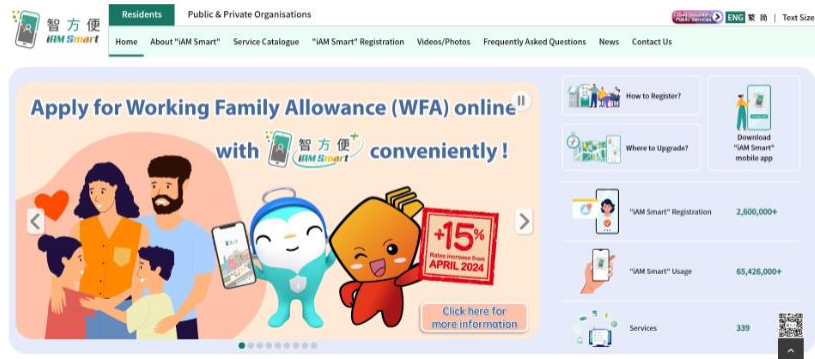 智方便
iAM Smart
Residents
Public & Private Organisations
ENG 繁 简 | Text Size
Home
About "iAM Smart"
Service Catalogue
"iAM Smart" Registration
Videos/Photos
Frequently Asked Questions
News
Contact Us
Apply for Working Family Allowance (WFA) online
with 智方便+ iAM Smart conveniently !
+15%
Raise increase from
APRIL 2024
Click here for
more information
How to Register?
Where to Upgrade?
Download
"iAM Smart"
mobile app
"iAM Smart" Registration
2,600,000+
"iAM Smart" Usage
65,426,000+
Services
339